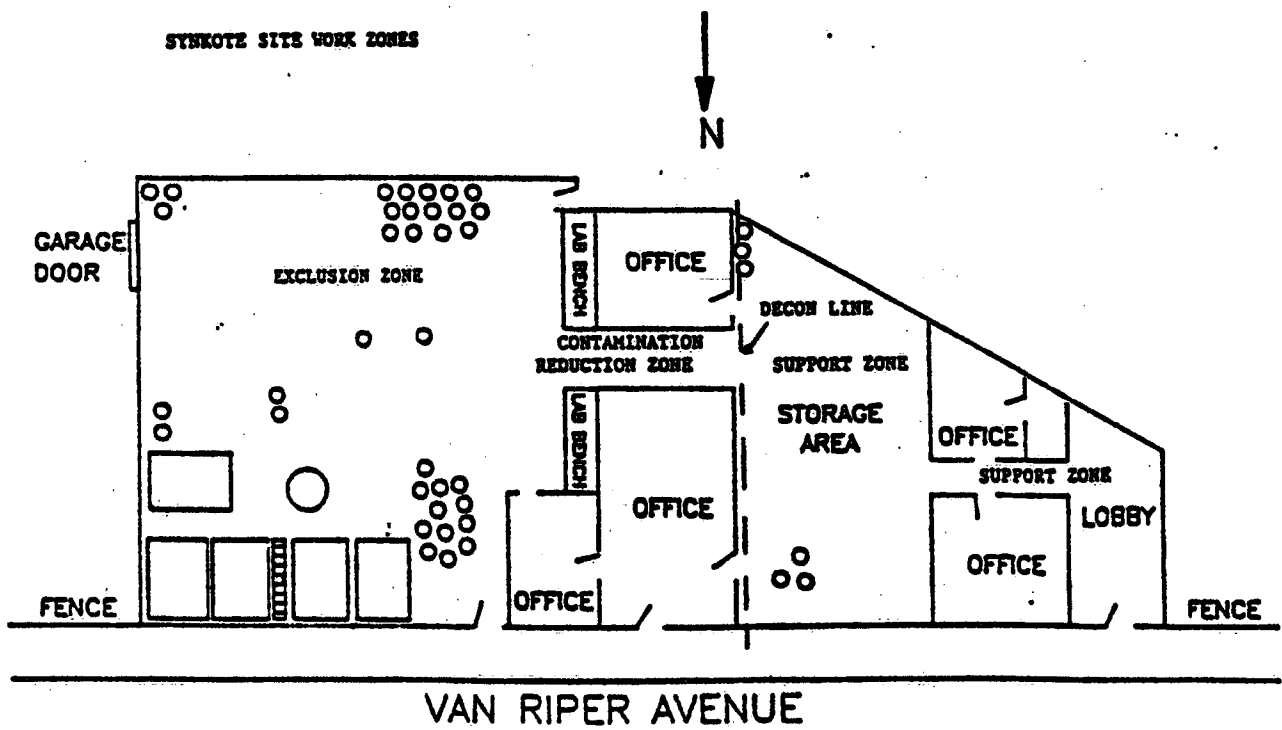 SYNKOTE SITE WORK ZONES
N
GARAGE
DOOR
EXCLUSION ZONE
LAB BENCH
OFFICE
DECON LINE
CONTAMINATION
REDUCTION ZONE
SUPPORT ZONE
STORAGE
AREA
LAB BENCH
OFFICE
OFFICE
SUPPORT ZONE
LOBBY
OFFICE
OFFICE
FENCE
FENCE
VAN RIPER AVENUE